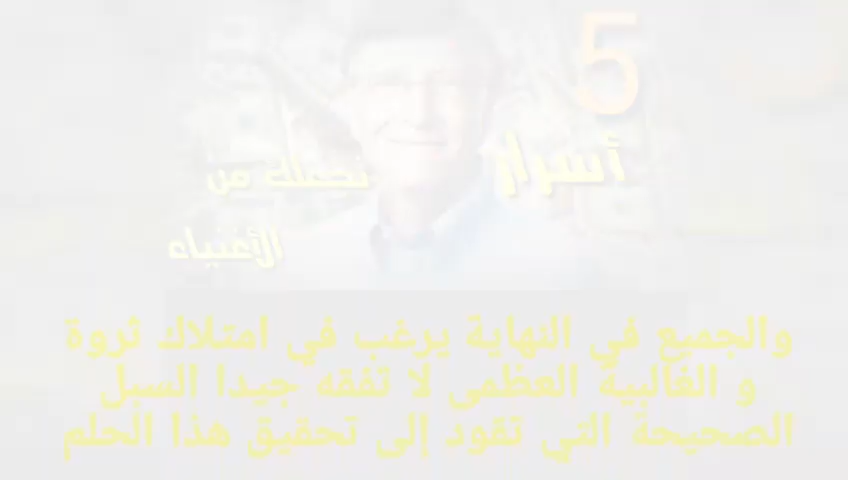 5
أسرار
تجعلك من
الأغنياء
والجميع في النهاية يرغب في امتلاك ثروة
و الغالبية العظمى لا تفقه جيدا السبل
الصحيحة التي تقود إلى تحقيق هذا الحلم